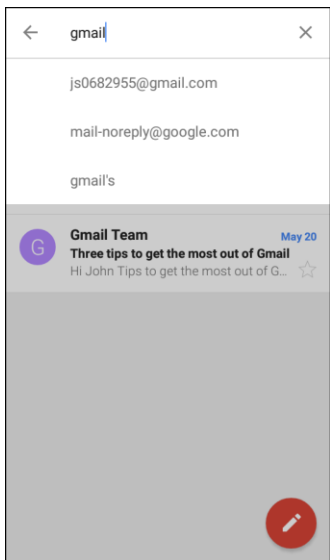 gmail
js0682955@gmail.com
mail-noreply@google.com
gmail's
G
Gmail Team May 20
Three tips to get the most out of Gmail
Hi John Tips to get the most out of G...